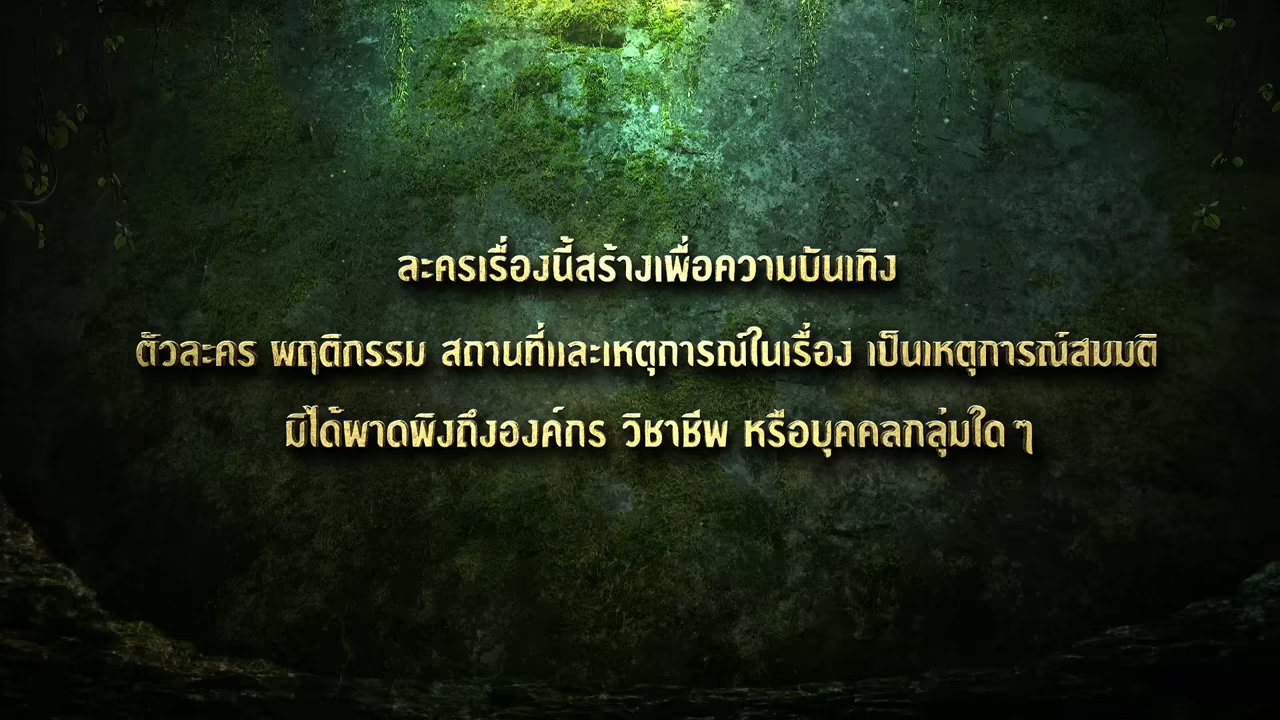 ละครเรื่องนี้สร้างเพื่อความบันเทิง
ตัวละคร พฤติกรรม สถานที่และเหตุการณ์ในเรื่อง เป็นเหตุการณ์สมมติ
มิได้พาดพิงถึงองค์กร วิชาชีพ หรือบุคคลกลุ่มใด ๆ